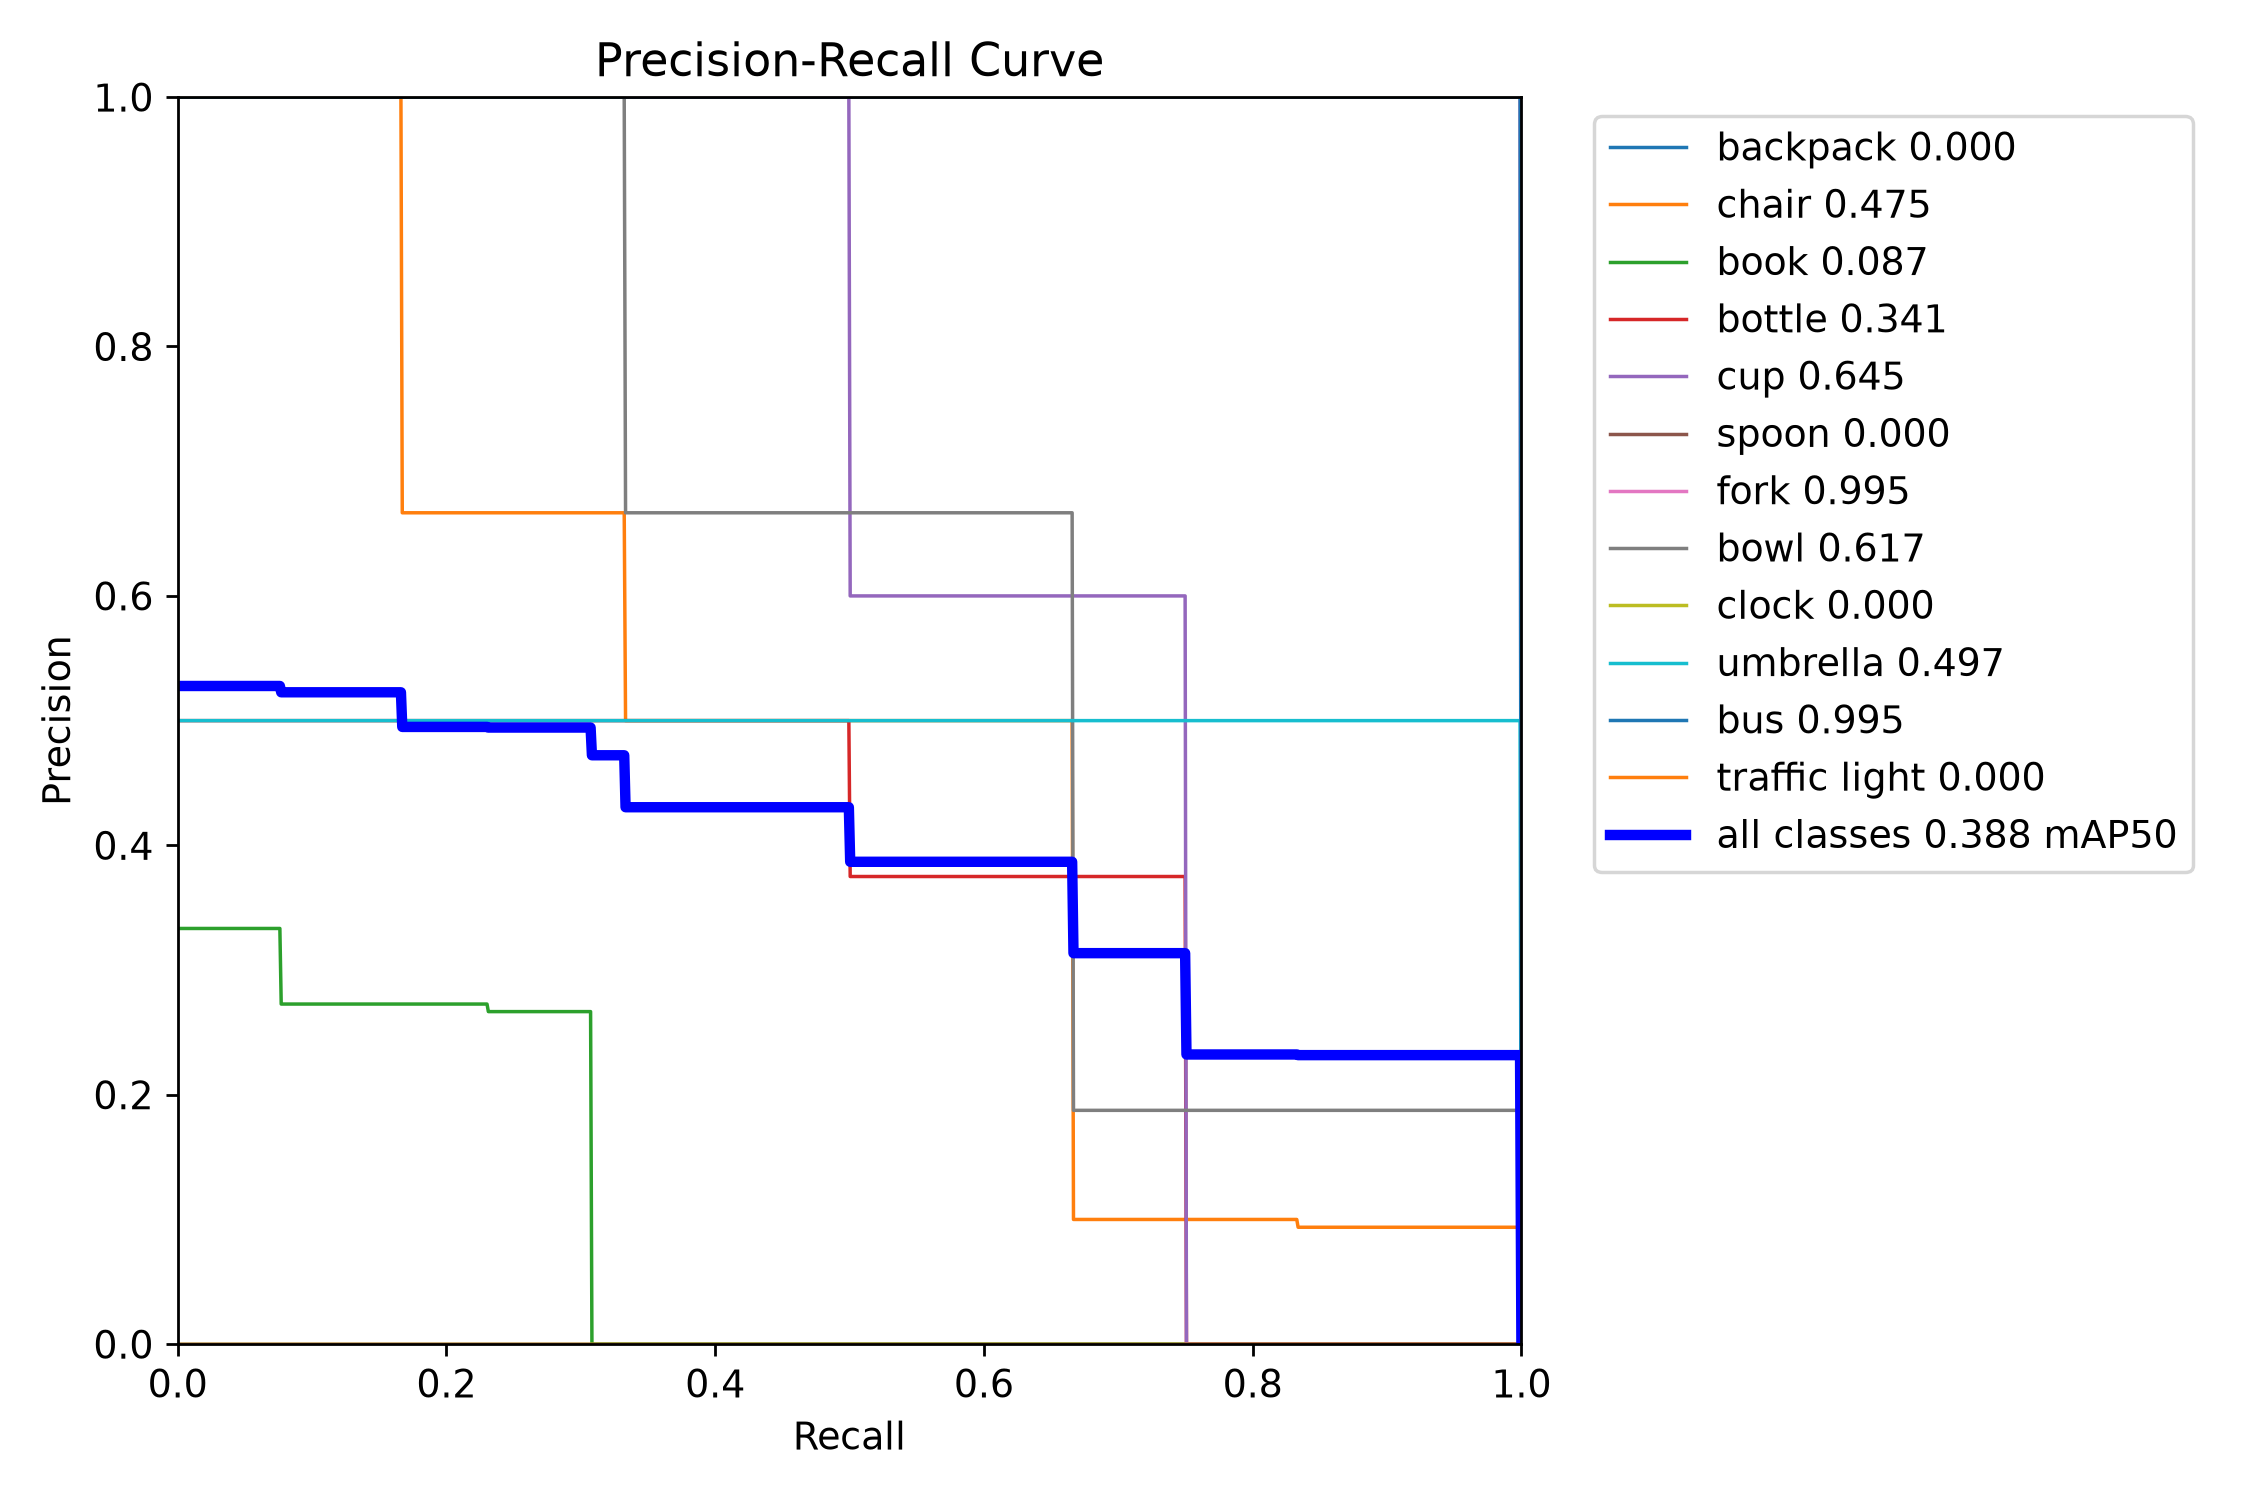 Precision-Recall Curve
1.0
0.8
0.6
0.4
0.2
0.0
Precision
0.0 0.2 0.4 0.6 0.8 1.0
Recall
backpack 0.000
chair 0.475
book 0.087
bottle 0.341
cup 0.645
spoon 0.000
fork 0.995
bowl 0.617
clock 0.000
umbrella 0.497
bus 0.995
traffic light 0.000
all classes 0.388 mAP50